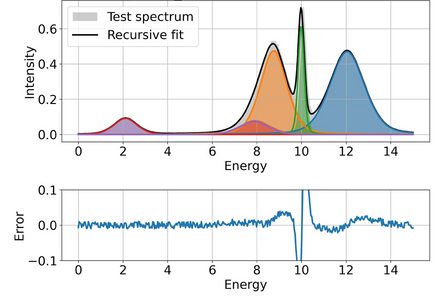 Test spectrum
Recursive fit
Intensity
0.6
0.4
0.2
0.0
0 2 4 6 8 10 12 14
Energy
Error
0.1
0.0
−0.1
0 2 4 6 8 10 12 14
Energy